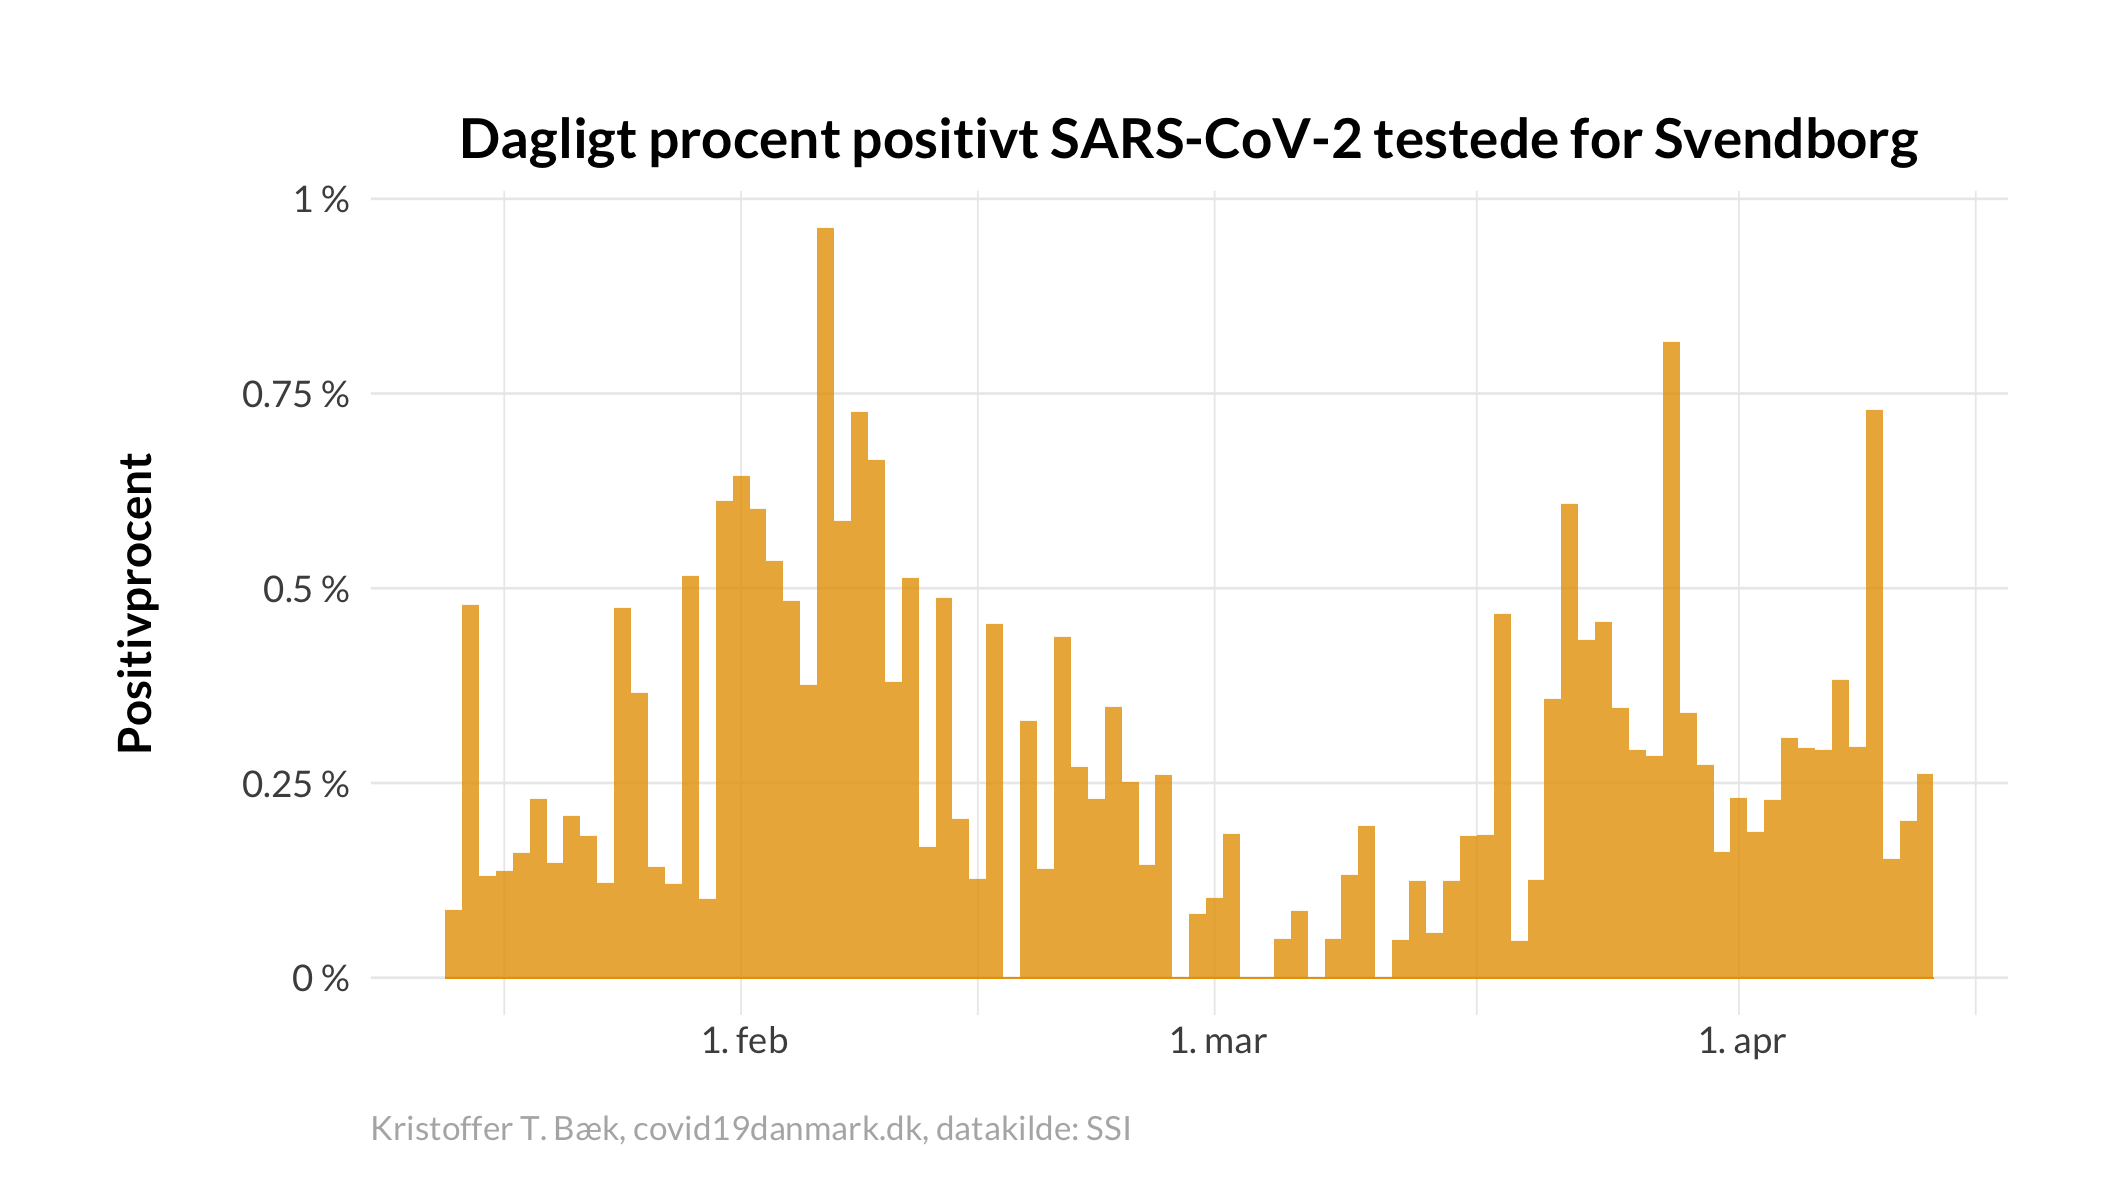 Dagligt procent positivt SARS-CoV-2 testede for Svendborg
Positivprocent
1 %
0.75 %
0.5 %
0.25 %
0 %
1. feb
1. mar
1. apr
Kristoffer T. Bæk, covid19danmark.dk, datakilde: SSI